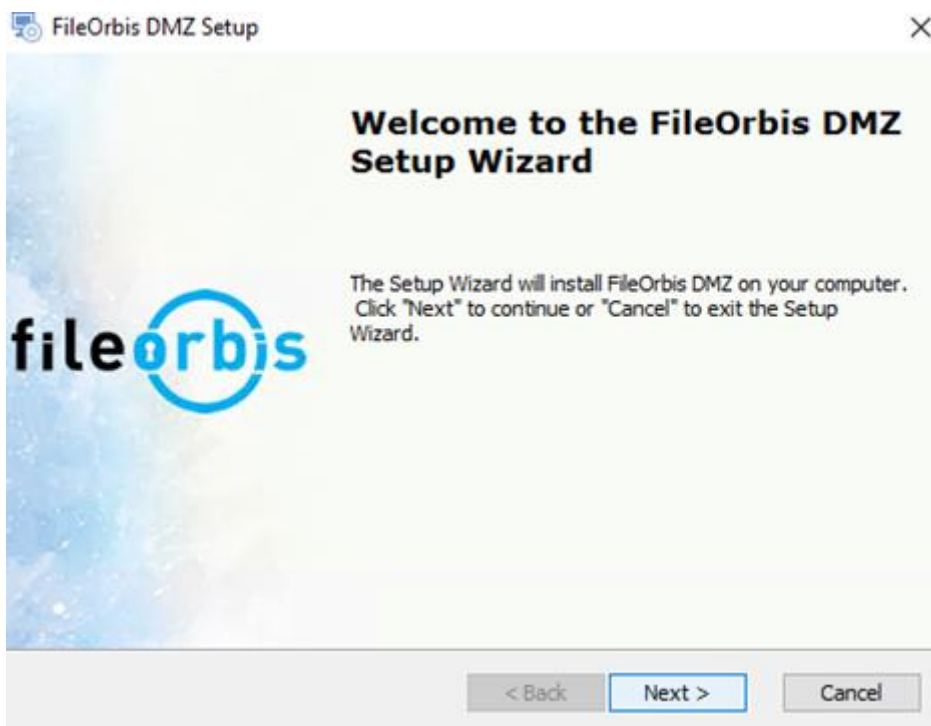 FileOrbis DMZ Setup
Welcome to the FileOrbis DMZ
Setup Wizard
The Setup Wizard will install FileOrbis DMZ on your computer.
Click "Next" to continue or "Cancel" to exit the Setup
Wizard.
fileorbis
< Back
Next >
Cancel